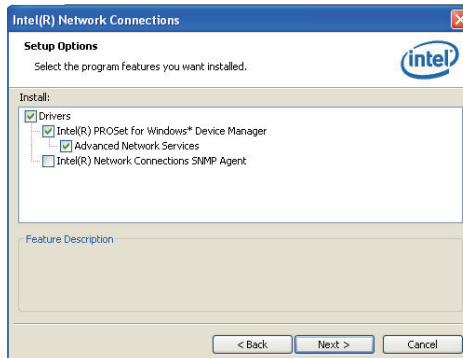 Intel(R) Network Connections
Setup Options
Select the program features you want installed.
intel
Install:
Drivers
Intel(R) PROSet for Windows* Device Manager
Advanced Network Services
Intel(R) Network Connections SNMP Agent
Feature Description
< Back
Next >
Cancel